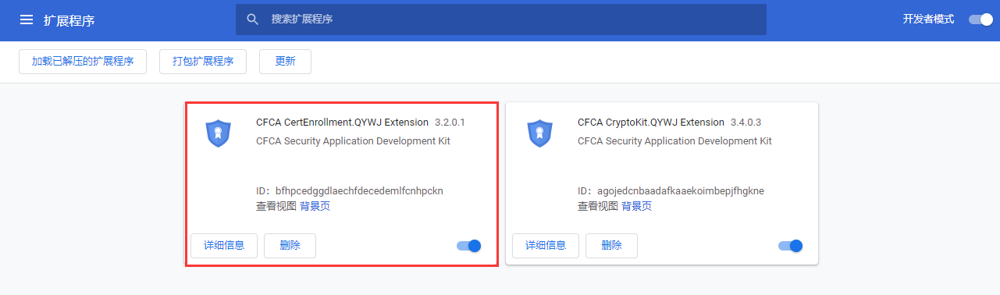 扩展程序
搜索扩展程序
开发者模式
加载已解压的扩展程序
打包扩展程序
更新
CFCA CertEnrollment.QYWJ Extension 3.2.0.1
CFCA Security Application Development Kit
ID：bfhpcedggdlaechfdecedemlfcnhpckn
查看视图 背景页
详细信息
删除
CFCA CryptoKit.QYWJ Extension 3.4.0.3
CFCA Security Application Development Kit
ID：agojedcnbaadafkaaekoimbepjfhgkne
查看视图 背景页
详细信息
删除